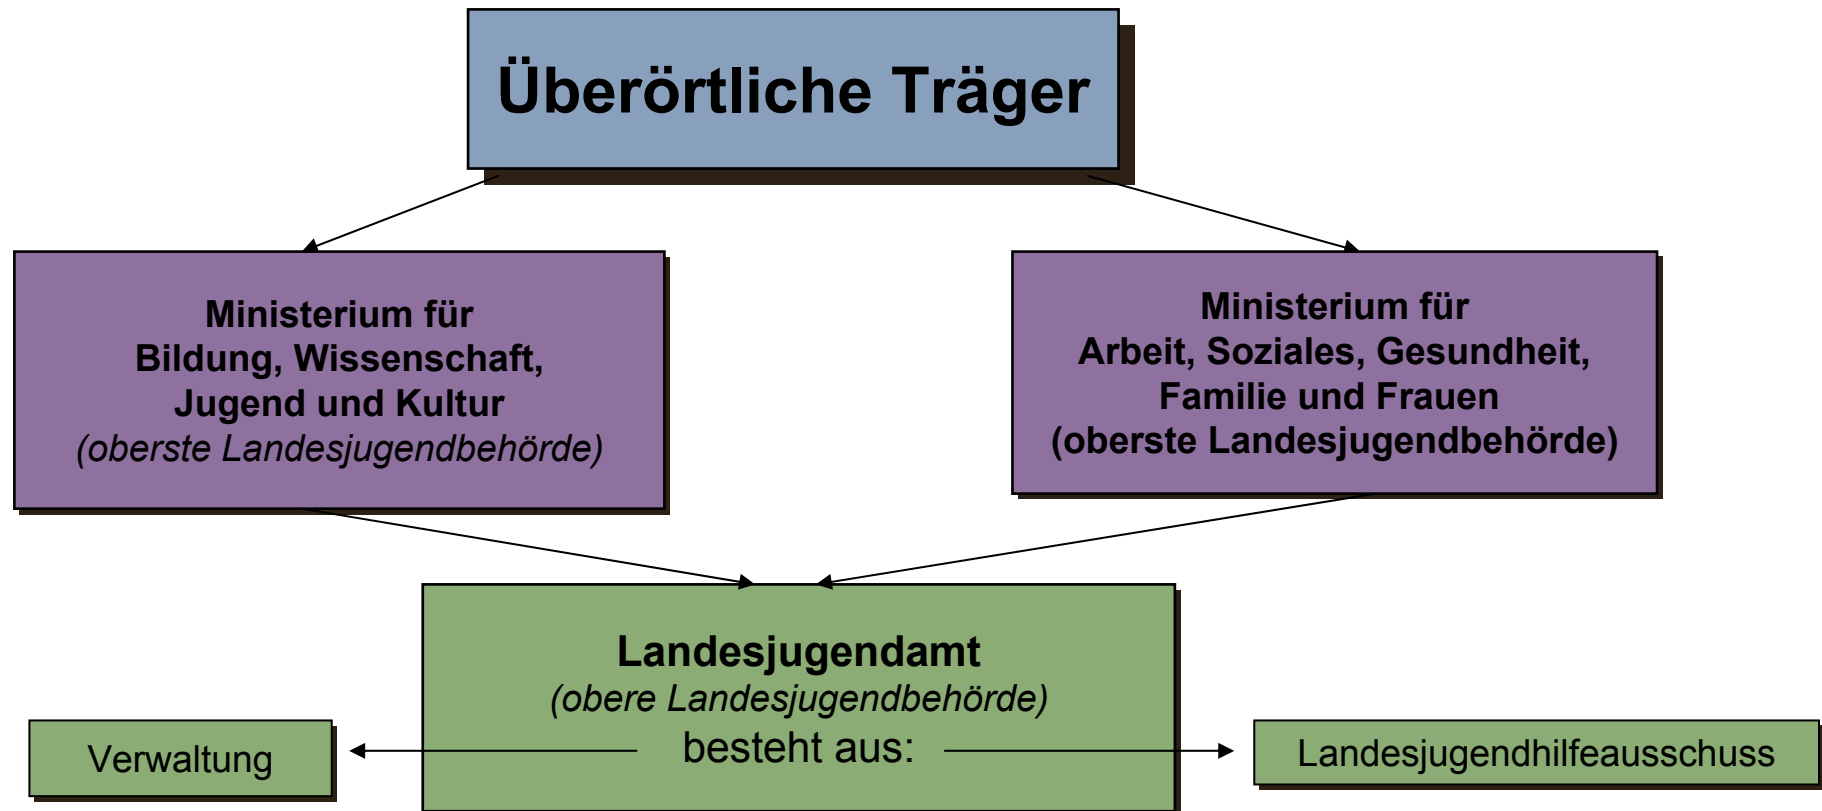 Überörtliche Träger
Ministerium für
Bildung, Wissenschaft,
Jugend und Kultur
(oberste Landesjugendbehörde)
Ministerium für
Arbeit, Soziales, Gesundheit,
Familie und Frauen
(oberste Landesjugendbehörde)
Landesjugendamt
(obere Landesjugendbehörde)
besteht aus:
Verwaltung
Landesjugendhilfeausschuss